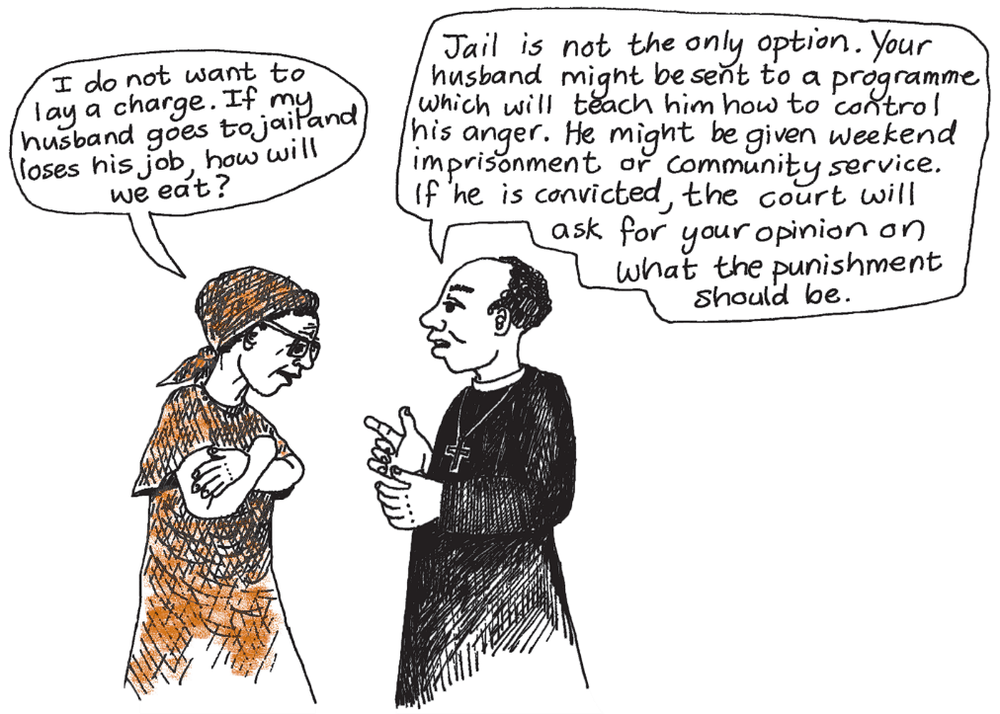 I do not want to
lay a charge. If my
husband goes to jail and
loses his job, how will
we eat?
Jail is not the only option. Your
husband might be sent to a programme
which will teach him how to control
his anger. He might be given weekend
imprisonment or community service.
If he is convicted, the court will
ask for your opinion on
what the punishment
should be.